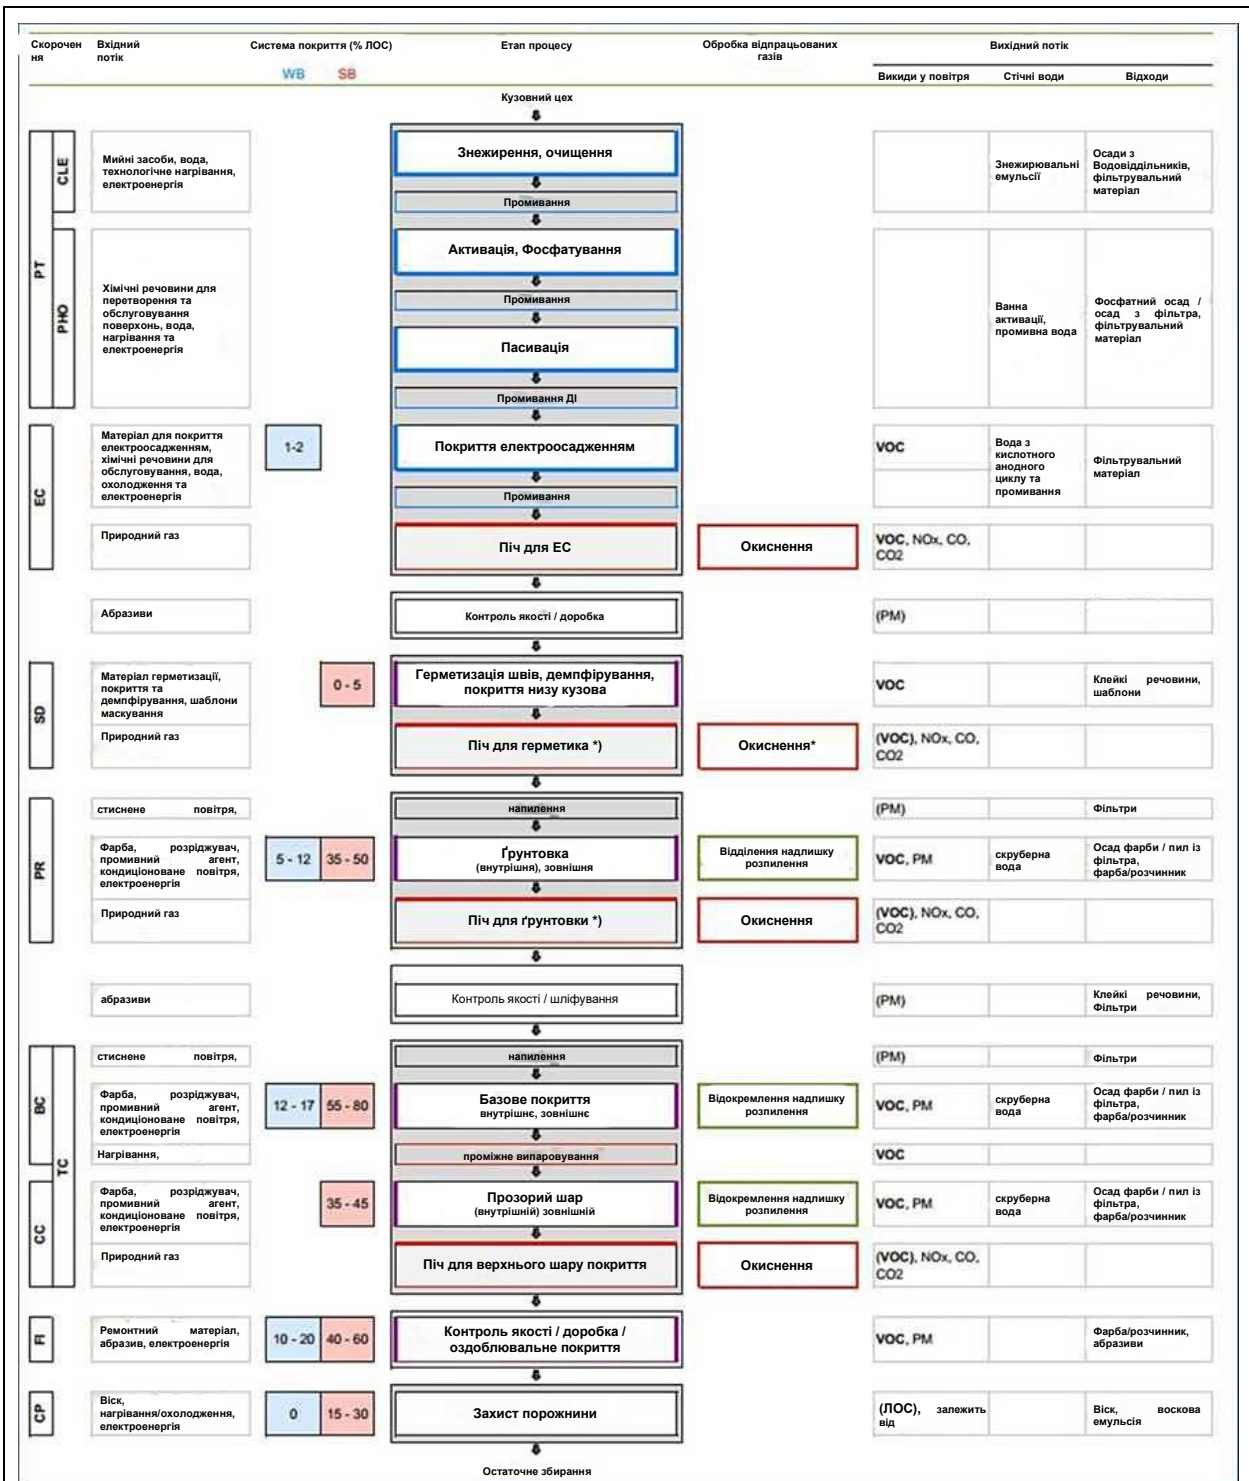 Скорочен
ня
Вхідний
потік
Система покриття (% ЛОС)
WB SB
Етап процесу
Обробка відпрацьованих
газів
Вихідний потік
Викиди у повітря Стічні води Відходи
Кузовний цех
PT
CLE
Мийні засоби, вода,
технологічне нагрівання,
електроенергія
Знежирення, очищення
Знежирювальні
емульсії
Осади з
Водовіддільників,
фільтрувальний
матеріал
Промивання
PHO
Хімічні речовини для
перетворення та
обслуговування
поверхонь, вода,
нагрівання та
електроенергія
Активація, Фосфатування
Промивання
Пасивація
Промивання ДІ
Ванна
активації,
промивна вода
Фосфатний осад /
осад з фільтра,
фільтрувальний
матеріал
EC
Матеріал для покриття
електроосадженням,
хімічні речовини для
обслуговування, вода,
охолодження та
електроенергія
1-2
Покриття електроосадженням
VOC
Вода з
кислотного
анодного
циклу та
промивання
Фільтрувальний
матеріал
Промивання
Природний газ
Піч для ЕС
Окиснення
VOC, NOx, CO,
CO2
Абразиви
Контроль якості / доробка
(PM)
SD
Матеріал герметизації,
покриття та
демпфірування, шаблони
маскування
0 - 5
Герметизація швів, демпфірування,
покриття низу кузова
VOC
Клейкі речовини,
шаблони
Природний газ
Піч для герметика *)
Окиснення*
(VOC), NOx, CO,
CO2
PR
стиснене повітря,
напилення
(PM)
Фільтри
Фарба, розріджувач,
промивний агент,
кондиціоноване повітря,
електроенергія
5 - 12 35 - 50
Ґрунтовка
(внутрішня), зовнішня
Відділення надлишку
розпилення
VOC, PM
скруберна
вода
Осад фарби / пил із
фільтра,
фарба/розчинник
Природний газ
Піч для ґрунтовки *)
Окиснення
(VOC), NOx, CO,
CO2
абразиви
Контроль якості / шліфування
(PM)
Клейкі речовини,
Фільтри
TC
BC
стиснене повітря,
напилення
(PM)
Фільтри
Фарба, розріджувач,
промивний агент,
кондиціоноване повітря,
електроенергія
12 - 17 55 - 80
Базове покриття
внутрішнє, зовнішнє
Відокремлення надлишку
розпилення
VOC, PM
скруберна
вода
Осад фарби / пил із
фільтра,
фарба/розчинник
Нагрівання,
проміжне випаровування
VOC
CC
Фарба, розріджувач,
промивний агент,
кондиціоноване повітря,
електроенергія
35 - 45
Прозорий шар
(внутрішній) зовнішній
Відокремлення надлишку
розпилення
VOC, PM
скруберна
вода
Осад фарби / пил із
фільтра,
фарба/розчинник
Природний газ
Піч для верхнього шару покриття
Окиснення
(VOC), NOx, CO,
CO2
FI
Ремонтний матеріал,
абразив, електроенергія
10 - 20 40 - 60
Контроль якості / доробка /
оздоблювальне покриття
VOC, PM
Фарба/розчинник,
абразиви
CP
Віск,
нагрівання/охолодження,
електроенергія
0 15 - 30
Захист порожнини
(ЛОС), залежить
від
Віск, воскова
емульсія
Остаточне збирання